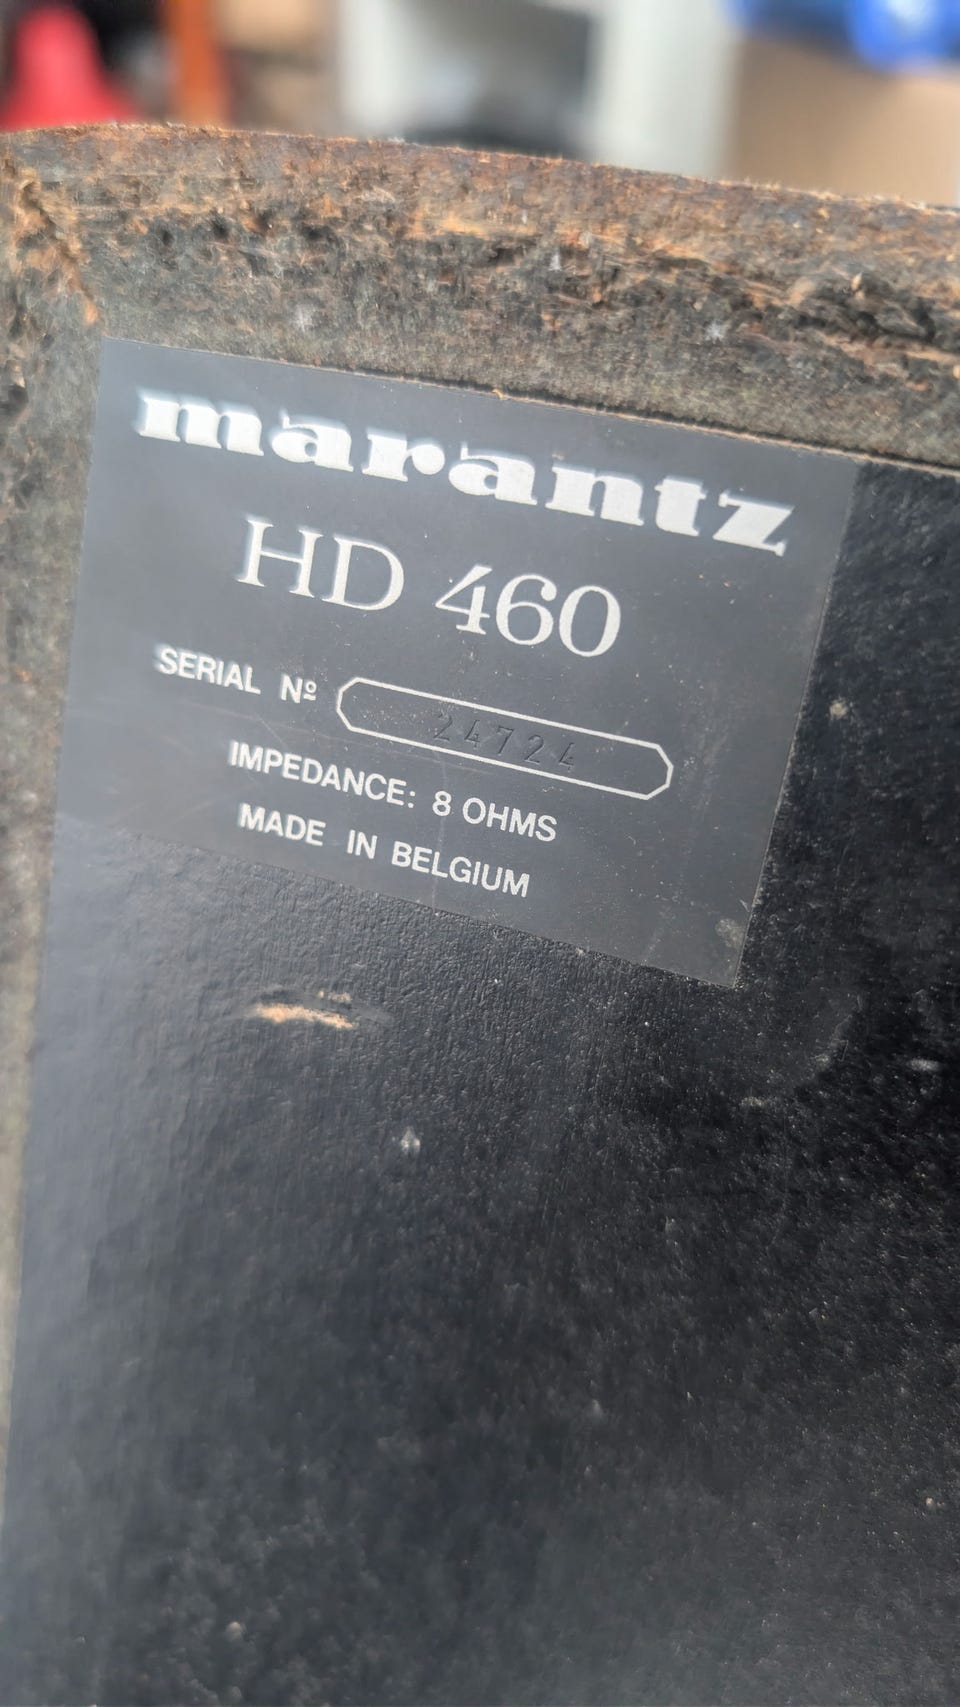 marantz
HD 460
SERIAL Nº 24724
IMPEDANCE: 8 OHMS
MADE IN BELGIUM